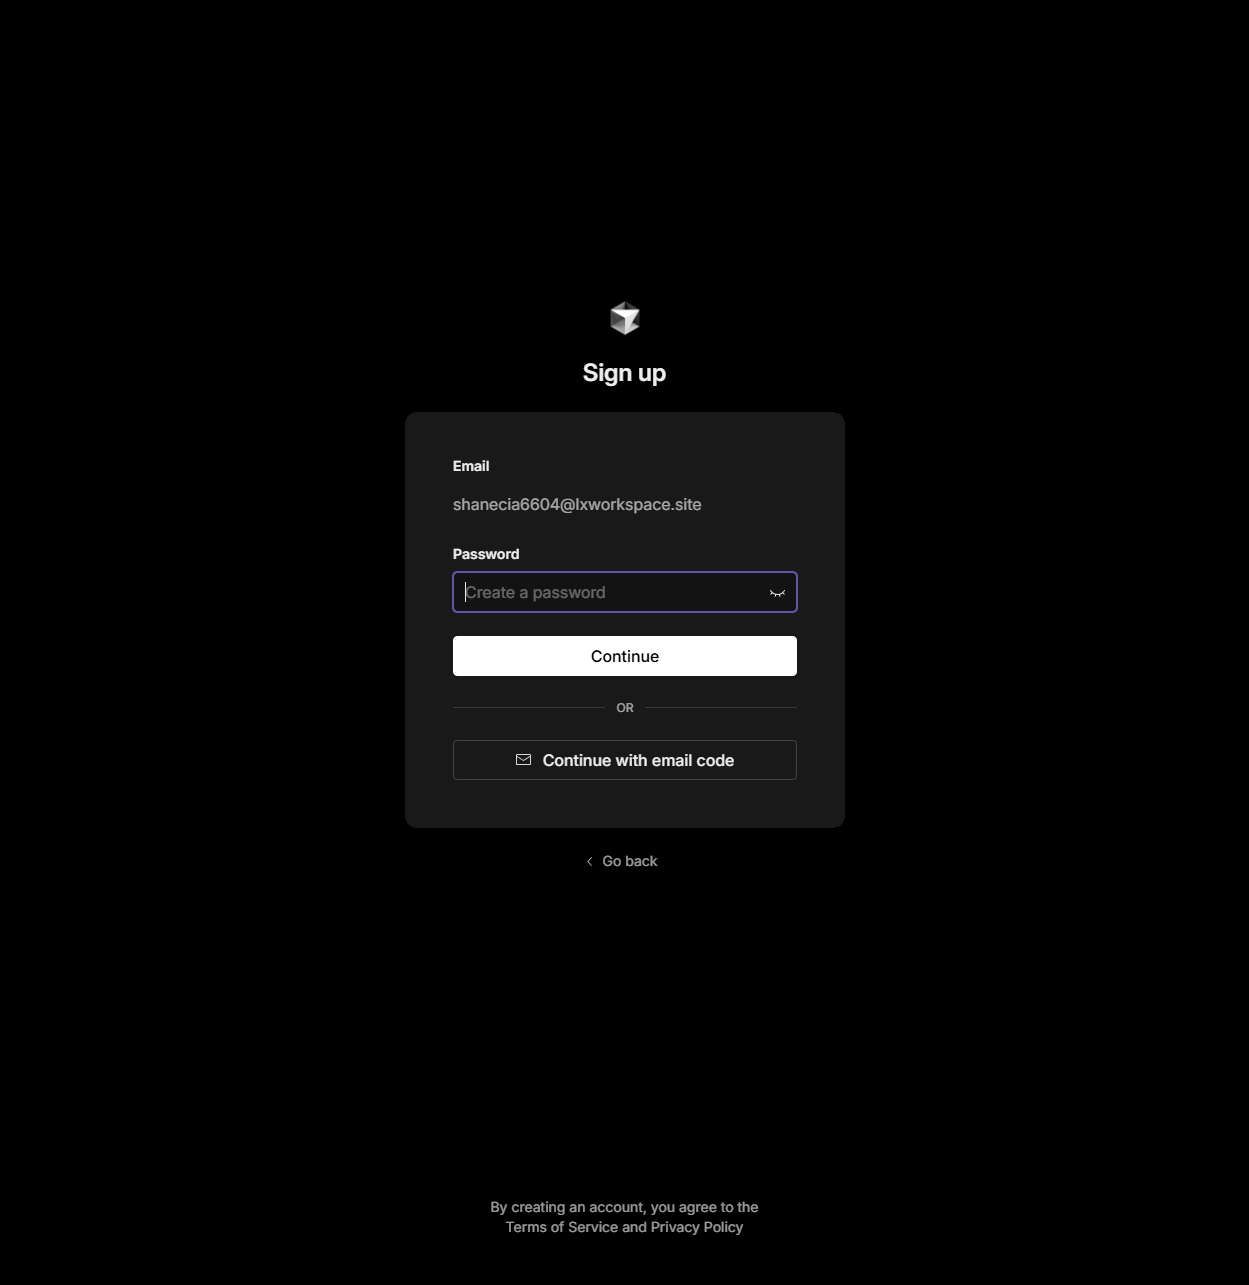 Sign up
Email
shanecia6604@lxworkspace.site
Password
Create a password
Continue
OR
Continue with email code
Go back
By creating an account, you agree to the
Terms of Service and Privacy Policy